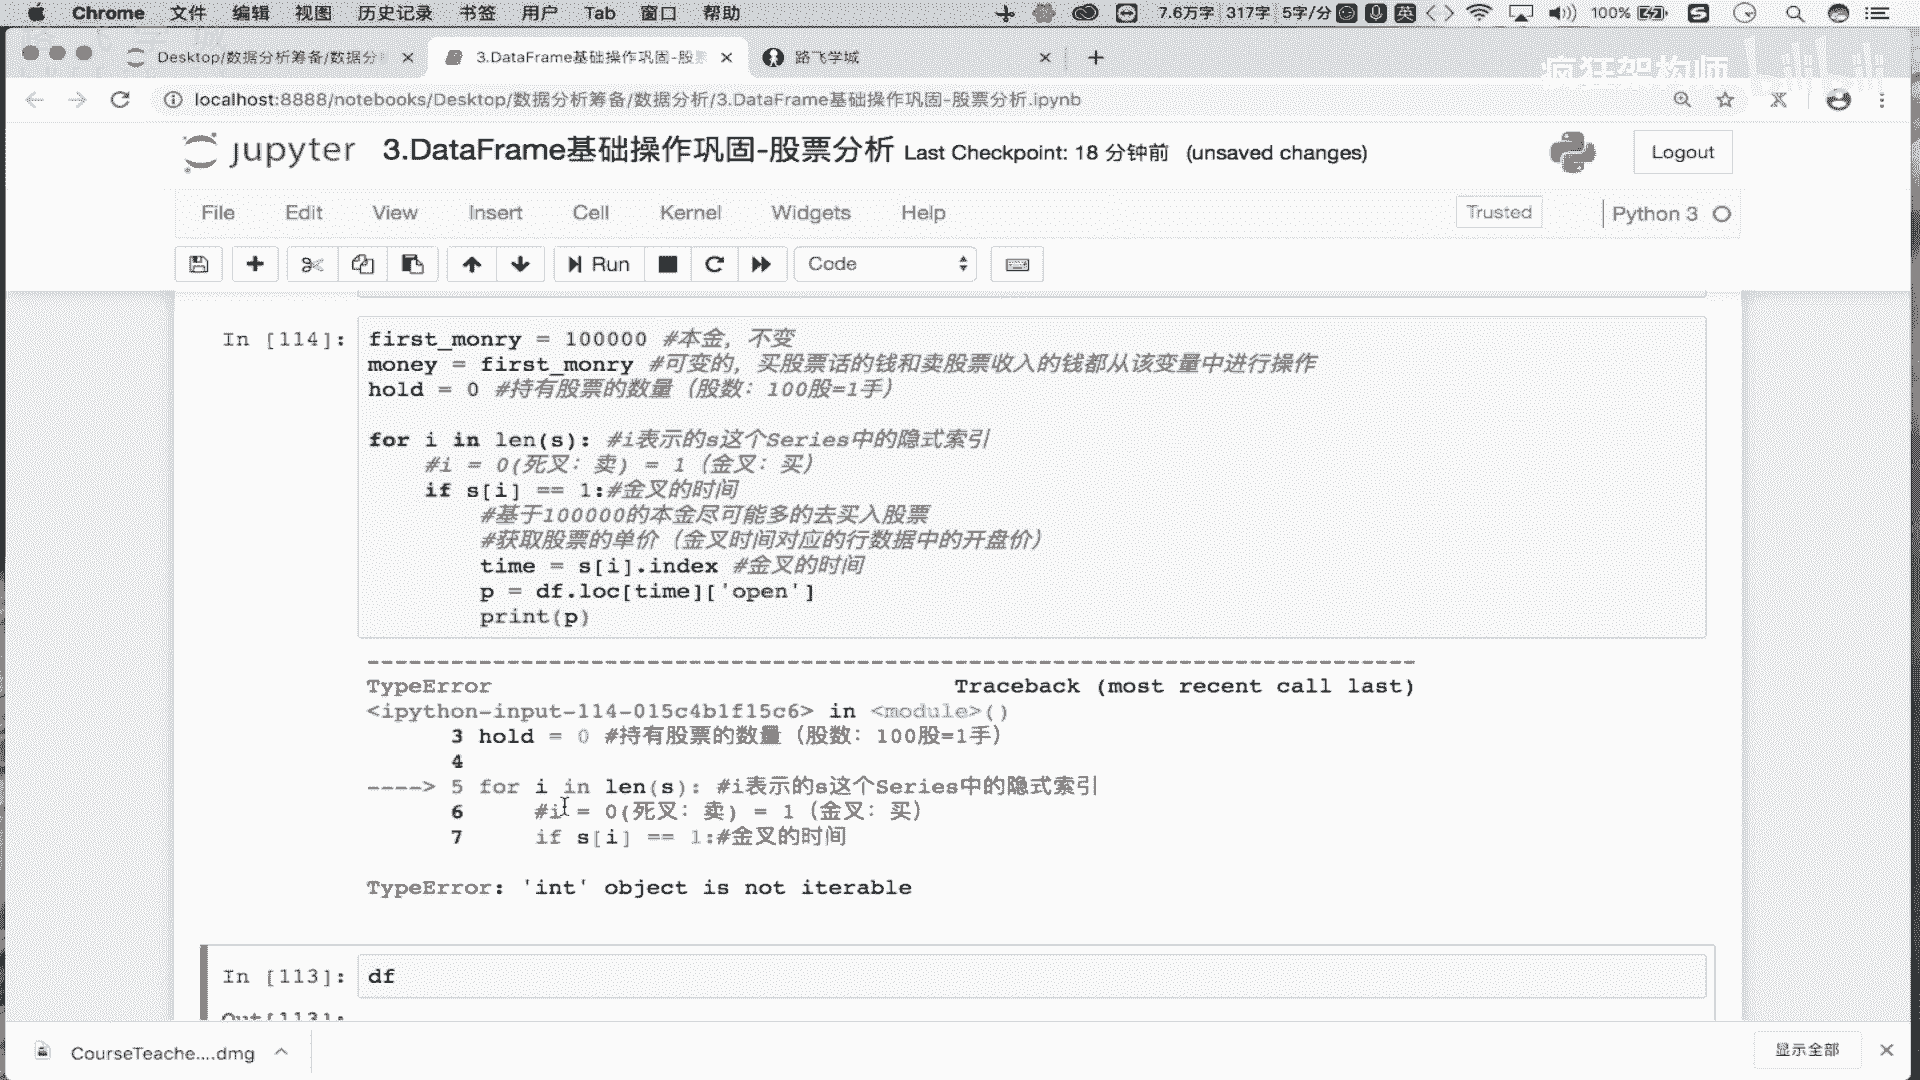 Chrome 文件 编辑 视图 历史记录 书签 用户 Tab 窗口 帮助 7.6万字 317字 5字/分 英 100%
Desktop/数据分析筹备/数据分 3.DataFrame基础操作巩固-股 路飞学城
疯狂架构师 bilibili
localhost:8888/notebooks/Desktop/数据分析筹备/数据分析/3.DataFrame基础操作巩固-股票分析.ipynb
jupyter 3.DataFrame基础操作巩固-股票分析 Last Checkpoint: 18 分钟前 (unsaved changes) Logout
File Edit View Insert Cell Kernel Widgets Help Trusted Python 3
Run Code
In [114]: first_monry = 100000 #本金，不变
money = first_monry #可变的，买股票话的钱和卖股票收入的钱都从该变量中进行操作
hold = 0 #持有股票的数量（股数：100股=1手）
for i in len(s): #i表示的s这个Series中的隐式索引
#i = 0(死叉：卖) = 1（金叉：买）
if s[i] == 1:#金叉的时间
#基于100000的本金尽可能多的去买入股票
#获取股票的单价（金叉时间对应的行数据中的开盘价）
time = s[i].index #金叉的时间
p = df.loc[time]['open']
print(p)
---------------------------------------------------------------------------
TypeError Traceback (most recent call last)
<ipython-input-114-015c4b1f15c6> in <module>()
3 hold = 0 #持有股票的数量（股数：100股=1手）
4
----> 5 for i in len(s): #i表示的s这个Series中的隐式索引
6 #i = 0(死叉：卖) = 1（金叉：买）
7 if s[i] == 1:#金叉的时间
TypeError: 'int' object is not iterable
In [113]: df
Out[113]:
CourseTeache....dmg 显示全部